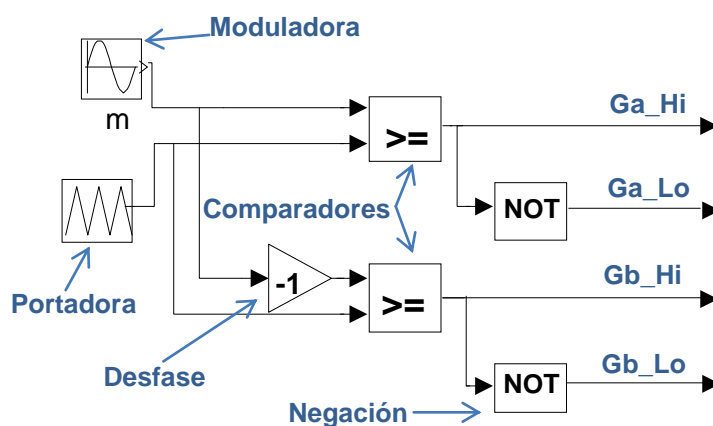 Moduladora
m
Ga_Hi
>=
Ga_Lo
NOT
Comparadores
Portadora
-1
Gb_Hi
>=
Desfase
Gb_Lo
NOT
Negación